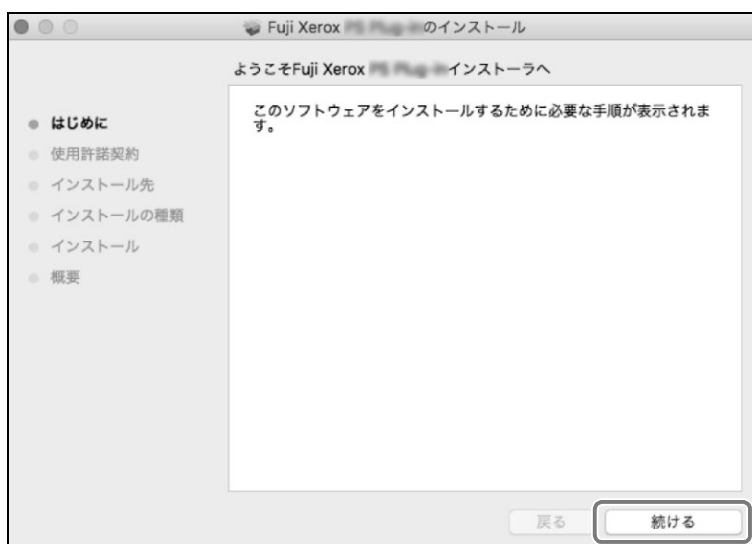 Fuji Xerox のインストール
ようこそFuji Xerox インストーラへ
はじめに
使用許諾契約
インストール先
インストールの種類
インストール
概要
このソフトウェアをインストールするために必要な手順が表示されま
す。
戻る
続ける